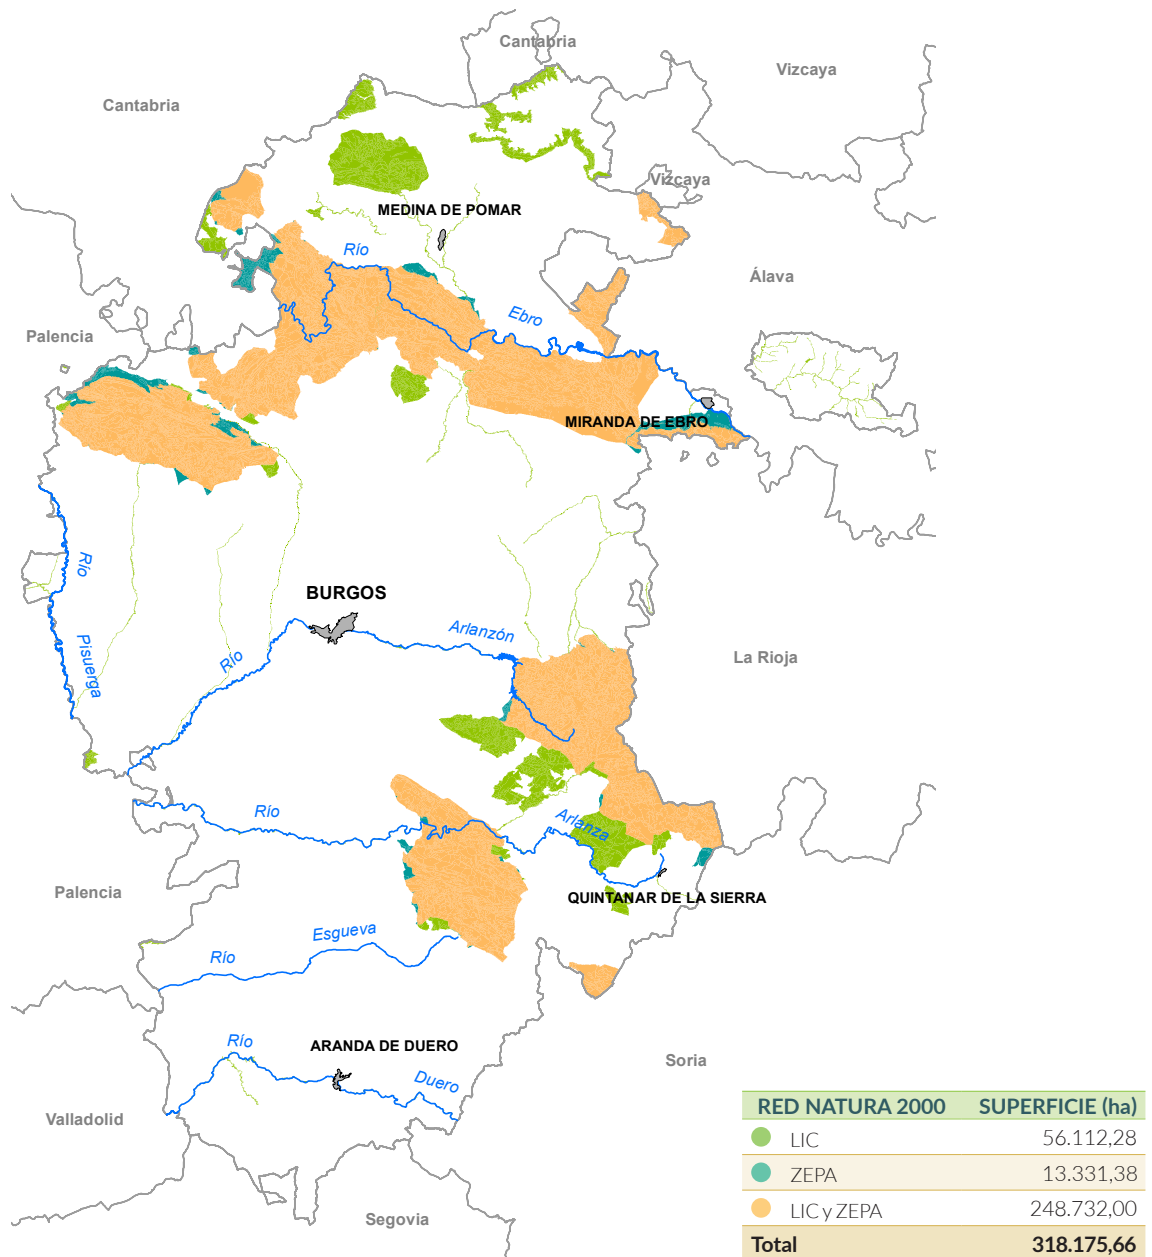 Cantabria
Vizcaya
Cantabria
Vizcaya
MEDINA DE POMAR
Río
Álava
Ebro
Palencia
MIRANDA DE EBRO
Río
BURGOS
Arlanzón
Río
Pisuerga
La Rioja
Río
Arlanza
Palencia
QUINTANAR DE LA SIERRA
Esgueva
Río
Río
ARANDA DE DUERO
Duero
Soria
Valladolid
Segovia
RED NATURA 2000 SUPERFICIE (ha)
LIC 56.112,28
ZEPA 13.331,38
LIC y ZEPA 248.732,00
Total 318.175,66